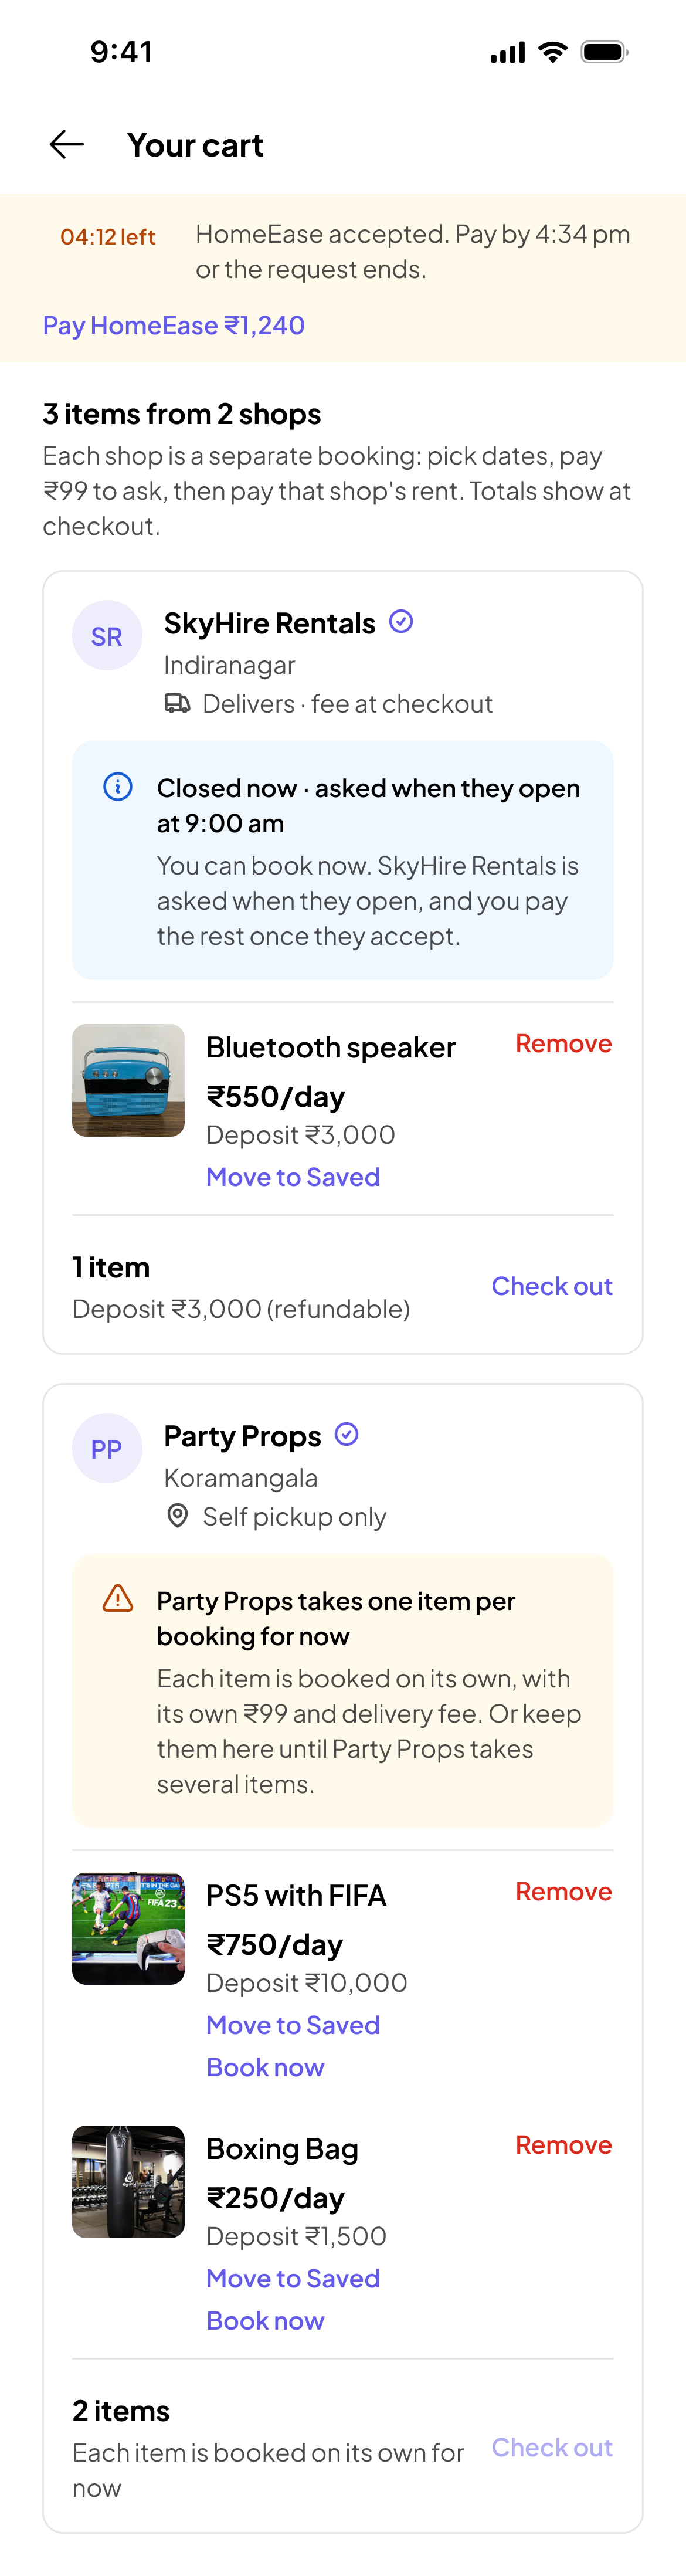 9:41
Your cart
04:12 left
HomeEase accepted. Pay by 4:34 pm
or the request ends.
Pay HomeEase ₹1,240
3 items from 2 shops
Each shop is a separate booking: pick dates, pay
₹99 to ask, then pay that shop's rent. Totals show at
checkout.
SR
SkyHire Rentals
Indiranagar
Delivers · fee at checkout
Closed now · asked when they open
at 9:00 am
You can book now. SkyHire Rentals is
asked when they open, and you pay
the rest once they accept.
Bluetooth speaker
Remove
₹550/day
Deposit ₹3,000
Move to Saved
1 item
Deposit ₹3,000 (refundable)
Check out
PP
Party Props
Koramangala
Self pickup only
Party Props takes one item per
booking for now
Each item is booked on its own, with
its own ₹99 and delivery fee. Or keep
them here until Party Props takes
several items.
FIFA 23
PS5 with FIFA
Remove
₹750/day
Deposit ₹10,000
Move to Saved
Book now
Boxing Bag
Remove
₹250/day
Deposit ₹1,500
Move to Saved
Book now
2 items
Each item is booked on its own for
now
Check out